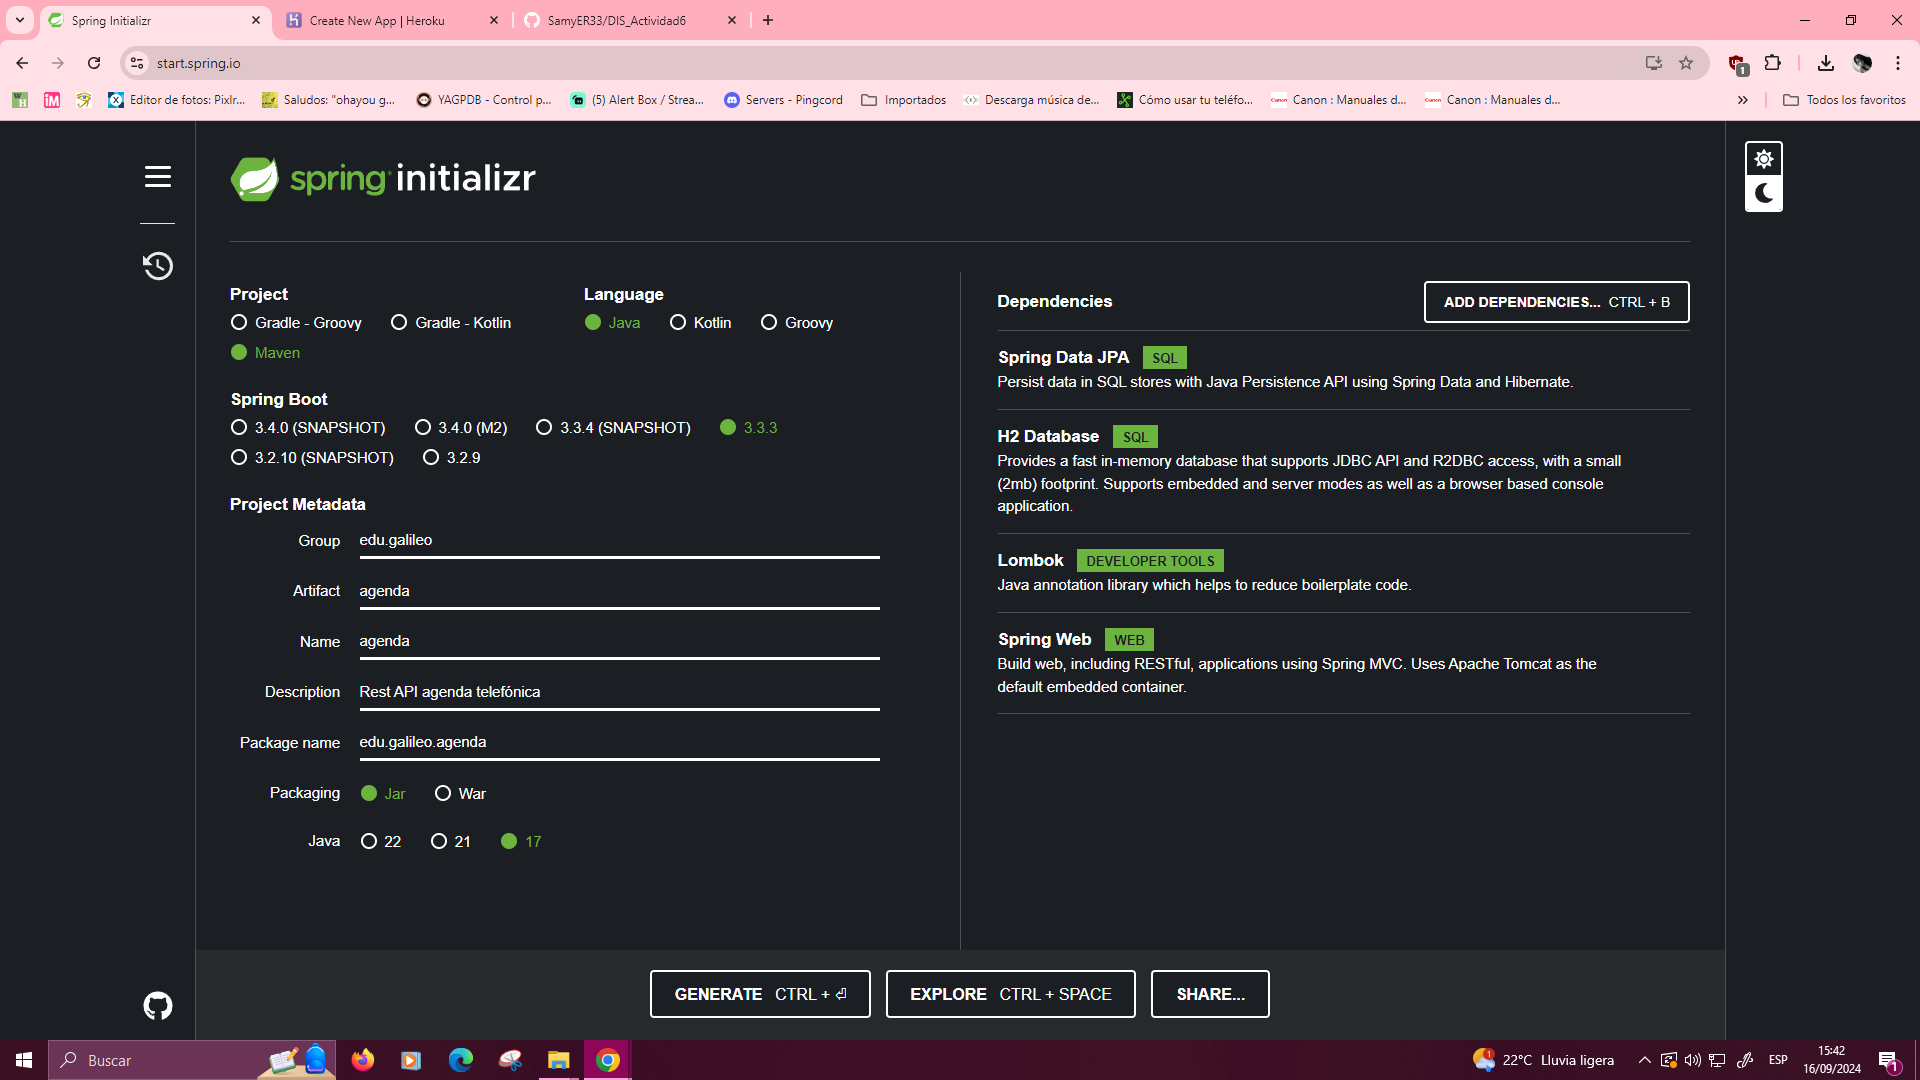 Spring Initializr
Create New App | Heroku
SamyER33/DIS_Actividad6
start.spring.io
1
Editor de fotos: Pixlr...
Saludos: "ohayou g...
YAGPDB - Control p...
(5) Alert Box / Strea...
Servers - Pingcord
Importados
Descarga música de...
Cómo usar tu teléfo...
Canon : Manuales d...
Canon : Manuales d...
Todos los favoritos
spring initializr
Project
Gradle - Groovy
Gradle - Kotlin
Maven
Language
Java
Kotlin
Groovy
Spring Boot
3.4.0 (SNAPSHOT)
3.4.0 (M2)
3.3.4 (SNAPSHOT)
3.3.3
3.2.10 (SNAPSHOT)
3.2.9
Project Metadata
Group edu.galileo
Artifact agenda
Name agenda
Description Rest API agenda telefónica
Package name edu.galileo.agenda
Packaging Jar War
Java 22 21 17
Dependencies
ADD DEPENDENCIES... CTRL + B
Spring Data JPA SQL
Persist data in SQL stores with Java Persistence API using Spring Data and Hibernate.
H2 Database SQL
Provides a fast in-memory database that supports JDBC API and R2DBC access, with a small
(2mb) footprint. Supports embedded and server modes as well as a browser based console
application.
Lombok DEVELOPER TOOLS
Java annotation library which helps to reduce boilerplate code.
Spring Web WEB
Build web, including RESTful, applications using Spring MVC. Uses Apache Tomcat as the
default embedded container.
GENERATE CTRL + ⏎
EXPLORE CTRL + SPACE
SHARE...
Buscar
1
22°C Lluvia ligera
ESP
15:42
16/09/2024
1